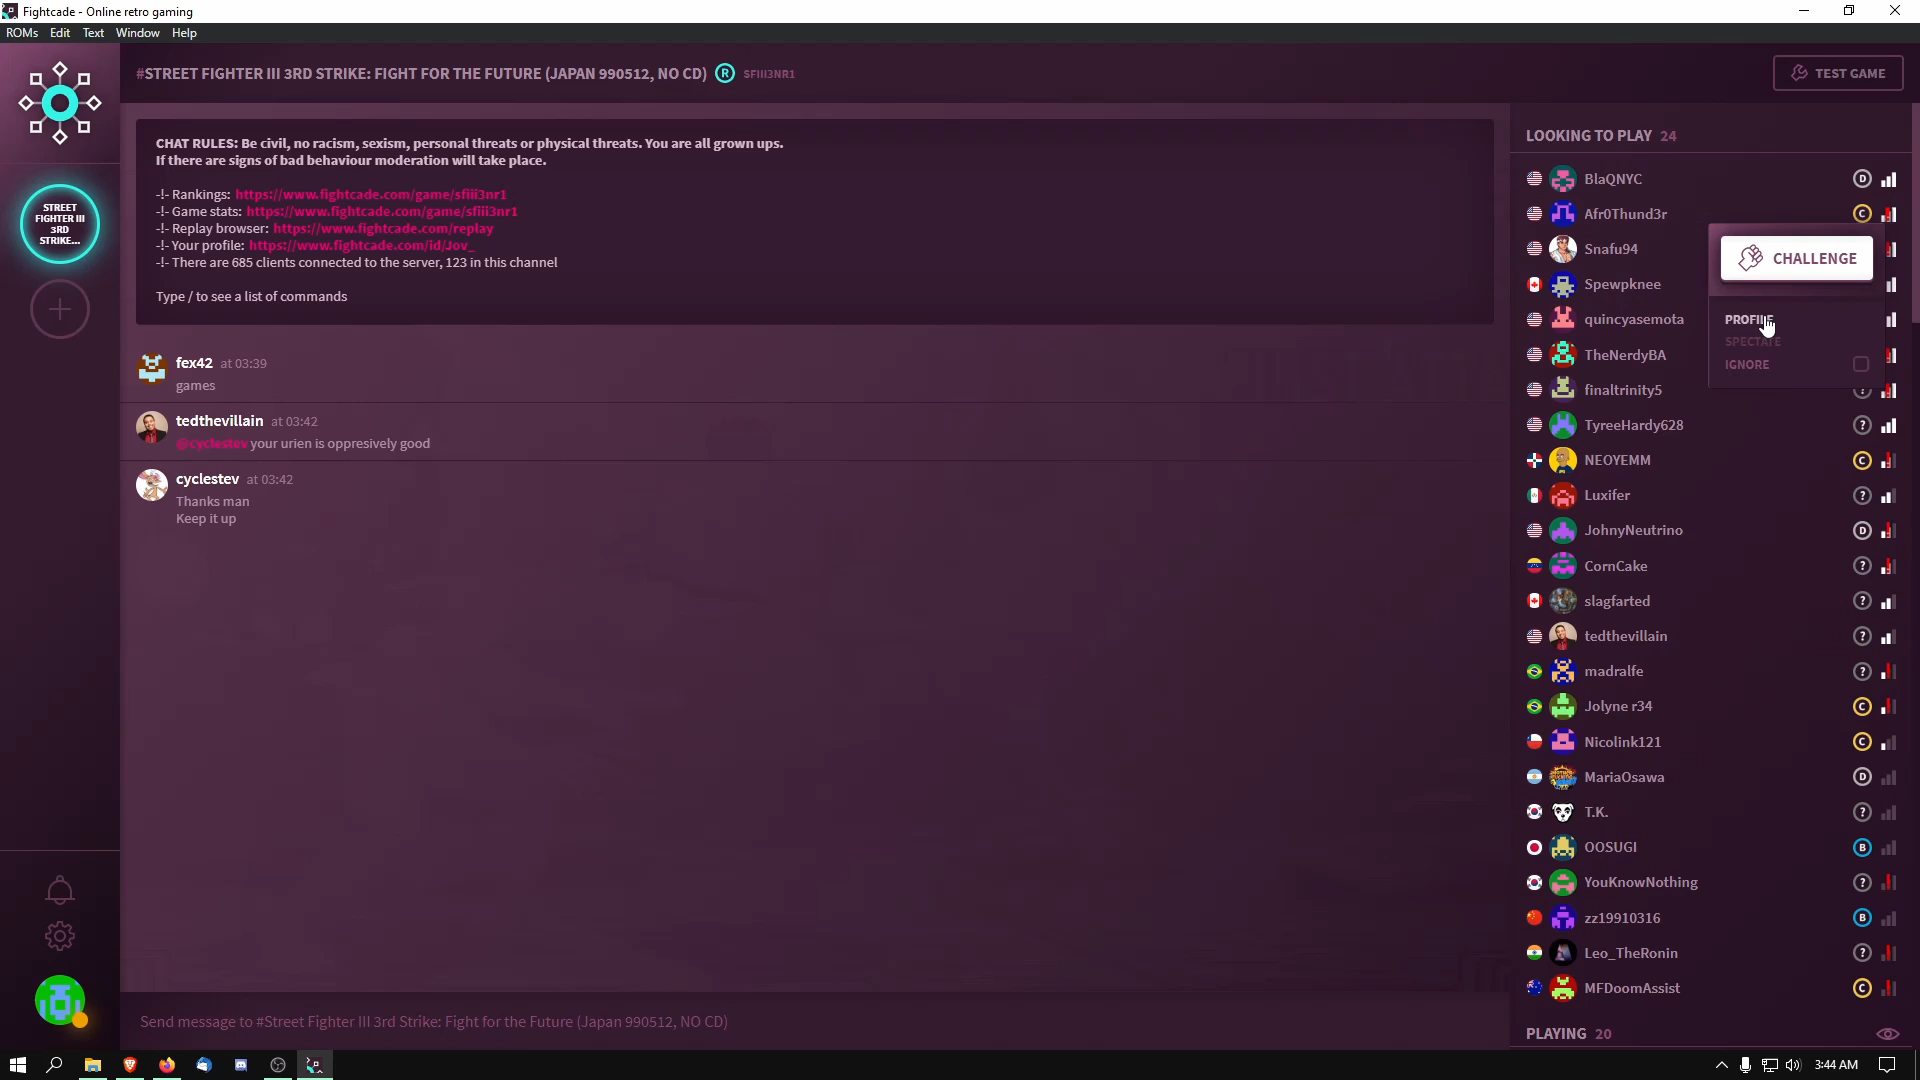 Fightcade - Online retro gaming
ROMs Edit Text Window Help
#STREET FIGHTER III 3RD STRIKE: FIGHT FOR THE FUTURE (JAPAN 990512, NO CD) R SFIII3NR1
TEST GAME
STREET
FIGHTER III
3RD
STRIKE...
CHAT RULES: Be civil, no racism, sexism, personal threats or physical threats. You are all grown ups.
If there are signs of bad behaviour moderation will take place.
-!- Rankings: https://www.fightcade.com/game/sfiii3nr1
-!- Game stats: https://www.fightcade.com/game/sfiii3nr1
-!- Replay browser: https://www.fightcade.com/replay
-!- Your profile: https://www.fightcade.com/id/Jov_
-!- There are 685 clients connected to the server, 123 in this channel
Type / to see a list of commands
fex42 at 03:39
games
tedthevillain at 03:42
@cyclestev your urien is oppresively good
cyclestev at 03:42
Thanks man
Keep it up
Send message to #Street Fighter III 3rd Strike: Fight for the Future (Japan 990512, NO CD)
LOOKING TO PLAY 24
BlaQNYC D
Afr0Thund3r C
Snafu94
Spewpknee
quincyasemota
TheNerdyBA
finaltrinity5 ?
TyreeHardy628 ?
NEOYEMM C
Luxifer ?
JohnyNeutrino D
CornCake ?
slagfarted ?
tedthevillain ?
madralfe ?
Jolyne r34 C
Nicolink121 C
MariaOsawa D
T.K. ?
OOSUGI B
YouKnowNothing ?
zz19910316 B
Leo_TheRonin ?
MFDoomAssist C
PLAYING 20
CHALLENGE
PROFILE
SPECTATE
IGNORE
3:44 AM